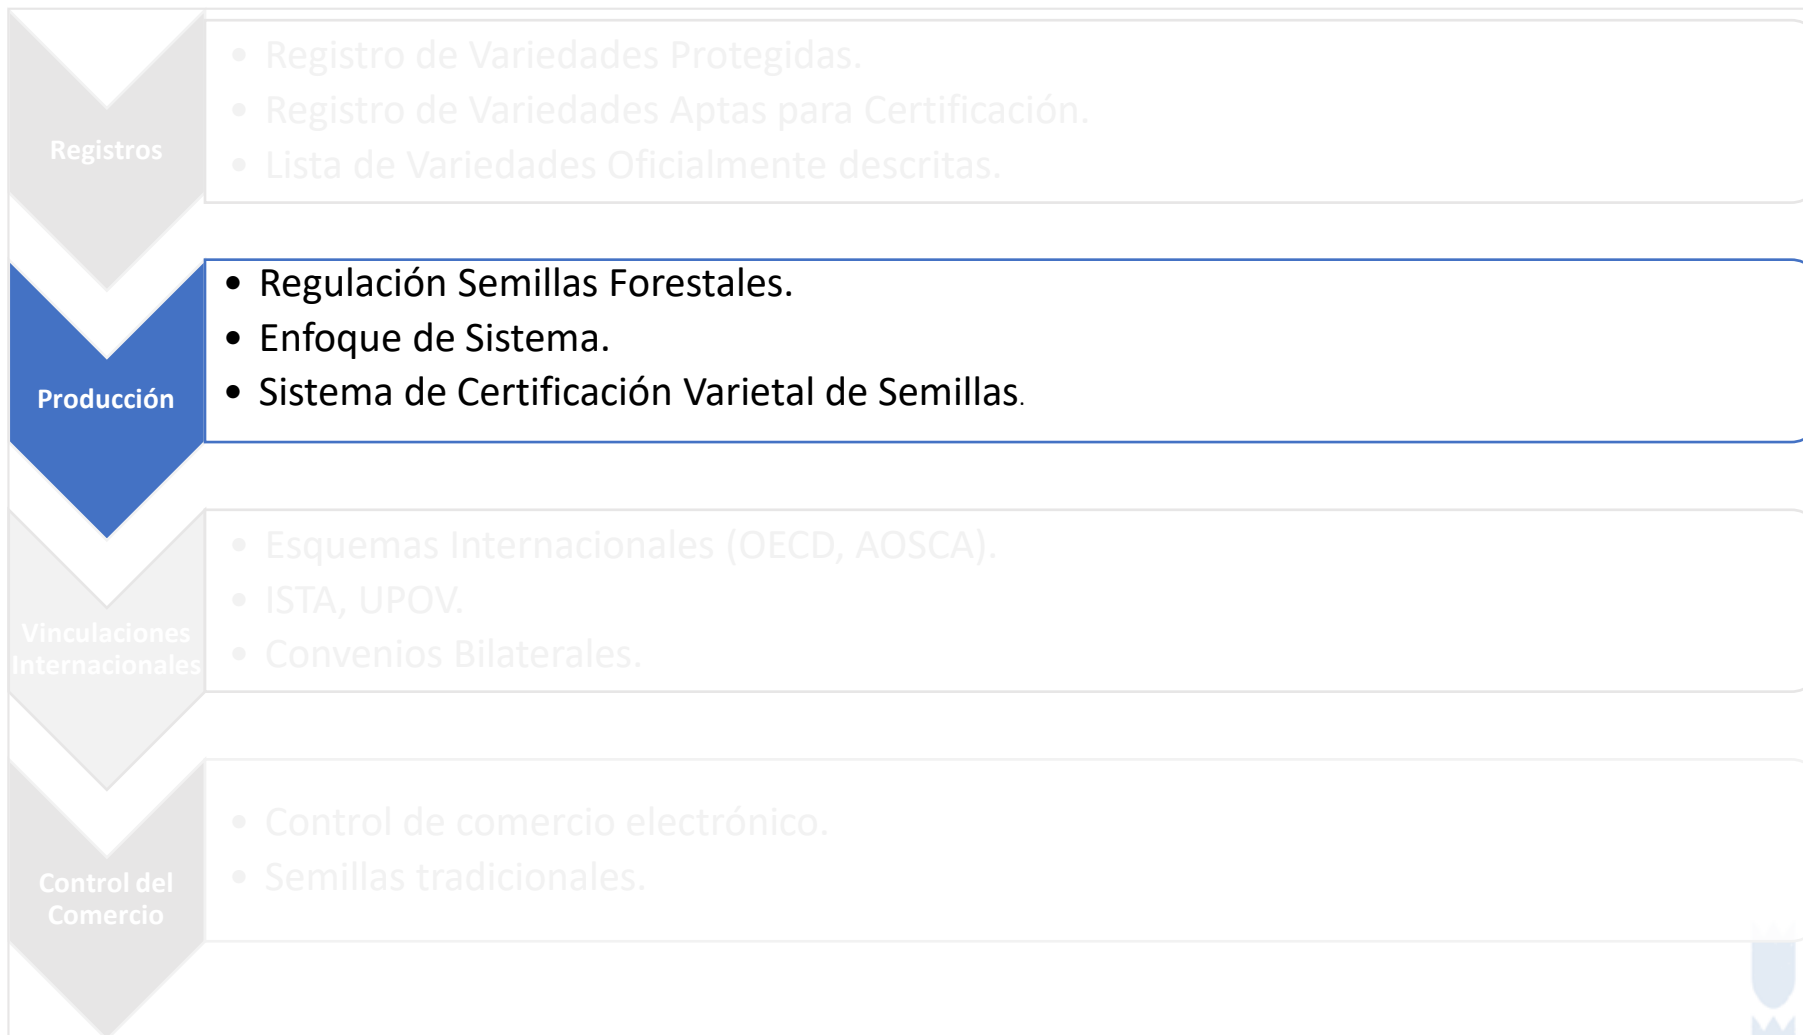 Registros
• Registro de Variedades Protegidas.
• Registro de Variedades Aptas para Certificación.
• Lista de Variedades Oficialmente descritas.
Producción
• Regulación Semillas Forestales.
• Enfoque de Sistema.
• Sistema de Certificación Varietal de Semillas.
Vinculaciones
Internacionales
• Esquemas Internacionales (OECD, AOSCA).
• ISTA, UPOV.
• Convenios Bilaterales.
Control del
Comercio
• Control de comercio electrónico.
• Semillas tradicionales.